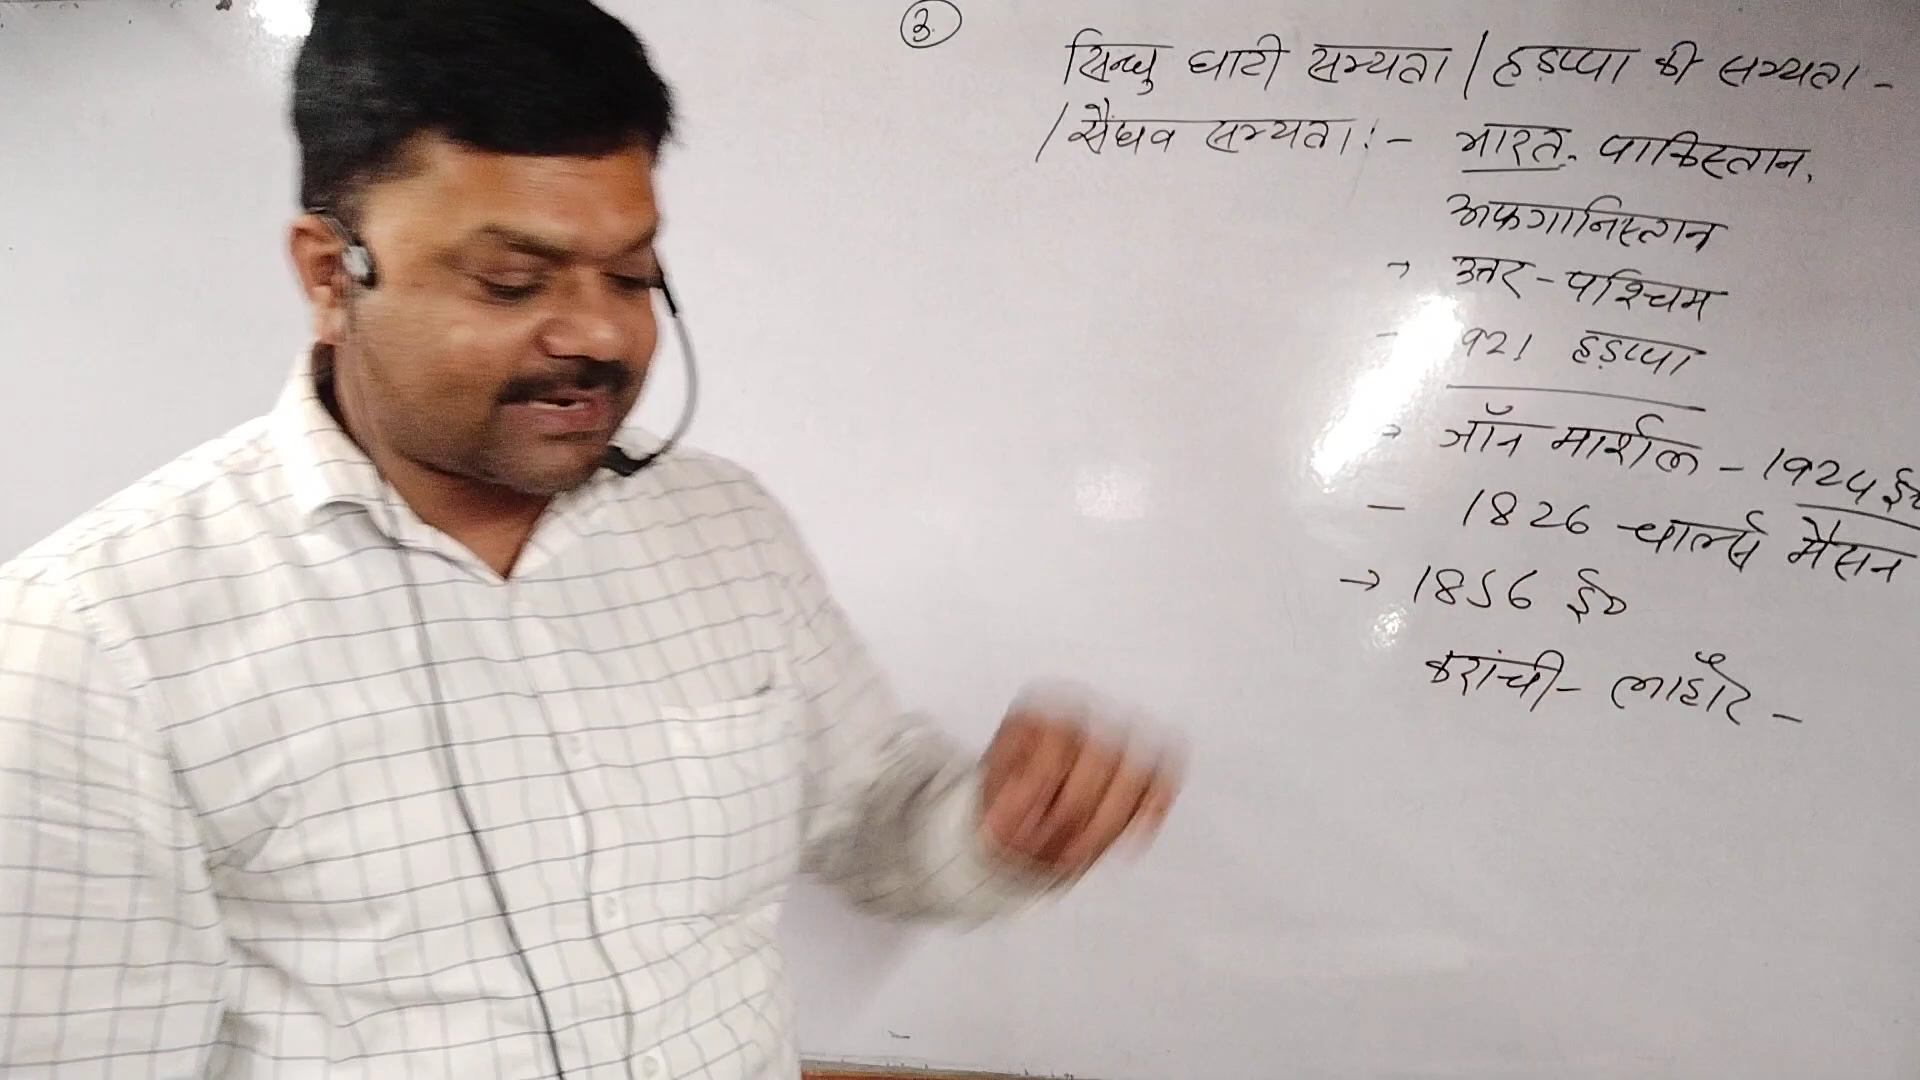 3.
सिन्धु घाटी सभ्यता / हड़प्पा की सभ्यता -
/ सैंधव सभ्यता :- भारत, पाकिस्तान,
अफगानिस्तान
→ उत्तर - पश्चिम
- 921 हड़प्पा
→ जॉन मार्शल - 1924 ई०
- 1826 चार्ल्स मैसन
→ 1856 ई०
करांची - लाहौर -